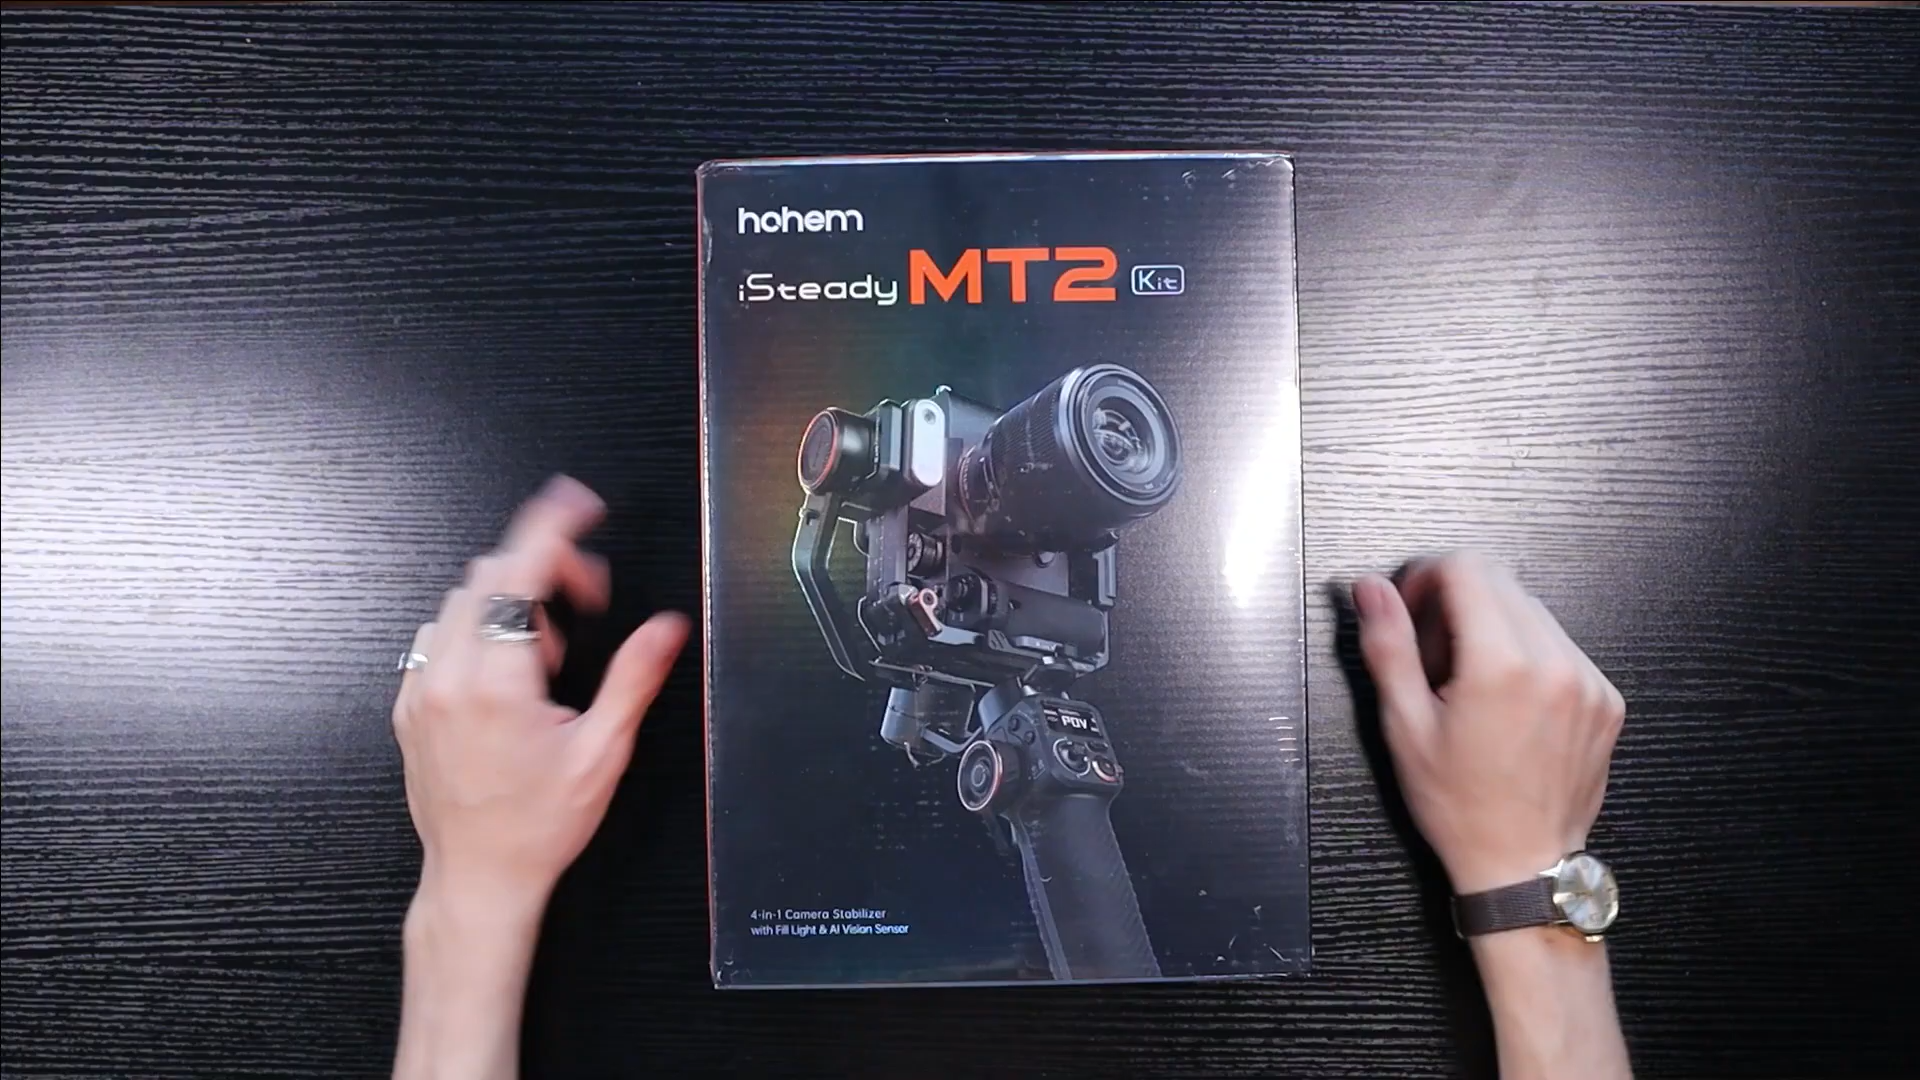 hohem
iSteady MT2 Kit
POV
4-in-1 Camera Stabilizer
with Fill Light & AI Vision Sensor